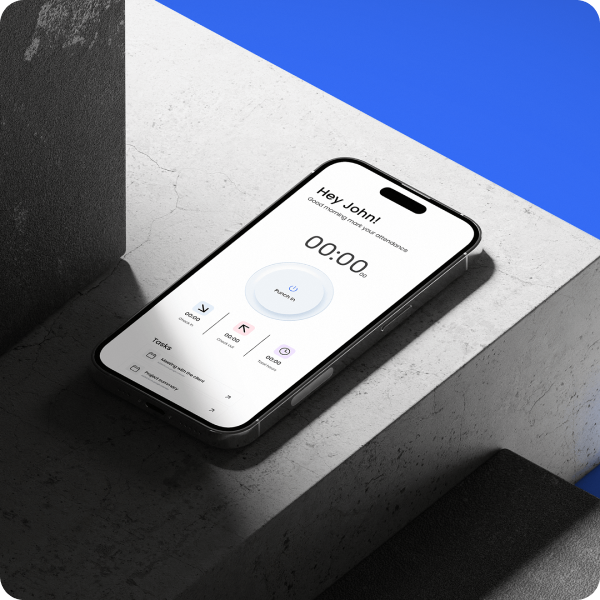 Hey John!
Good morning mark your attendance
00:00
00
Punch in
00:00
Check in
00:00
Check out
00:00
Total hours
Tasks
Meeting with the client
Project summary